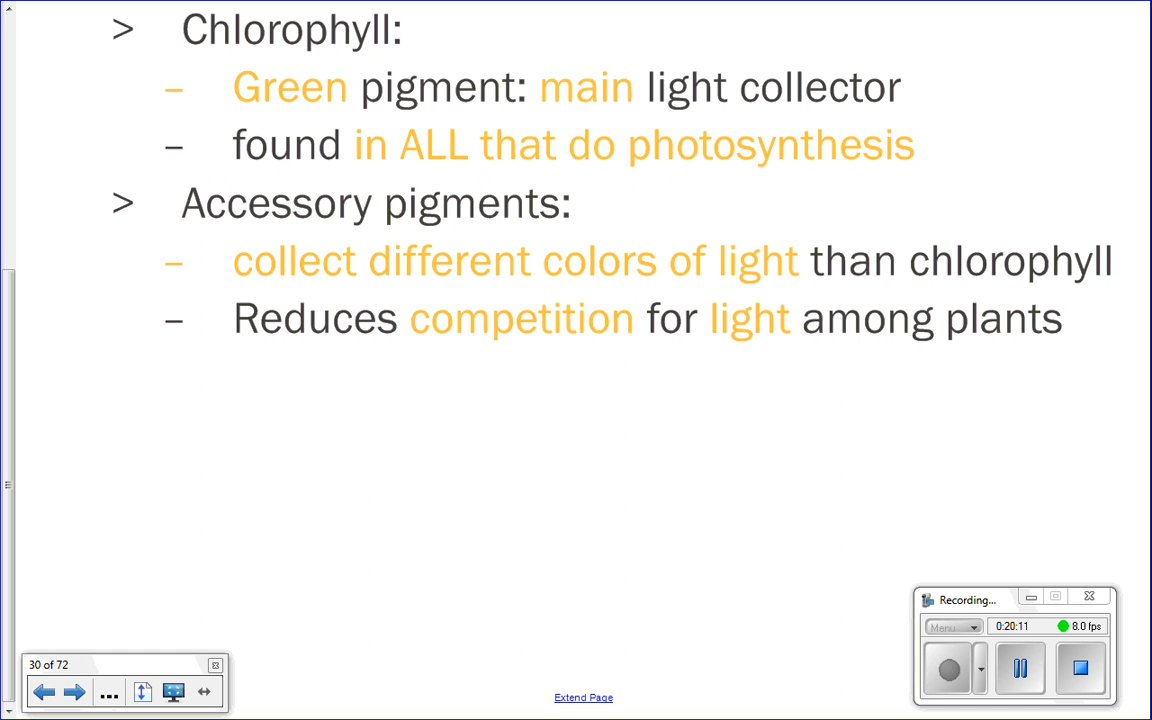 > Chlorophyll:
– Green pigment: main light collector
– found in ALL that do photosynthesis
> Accessory pigments:
– collect different colors of light than chlorophyll
– Reduces competition for light among plants
Recording...
Menu 0:20:11 8.0 fps
30 of 72
...
Extend Page